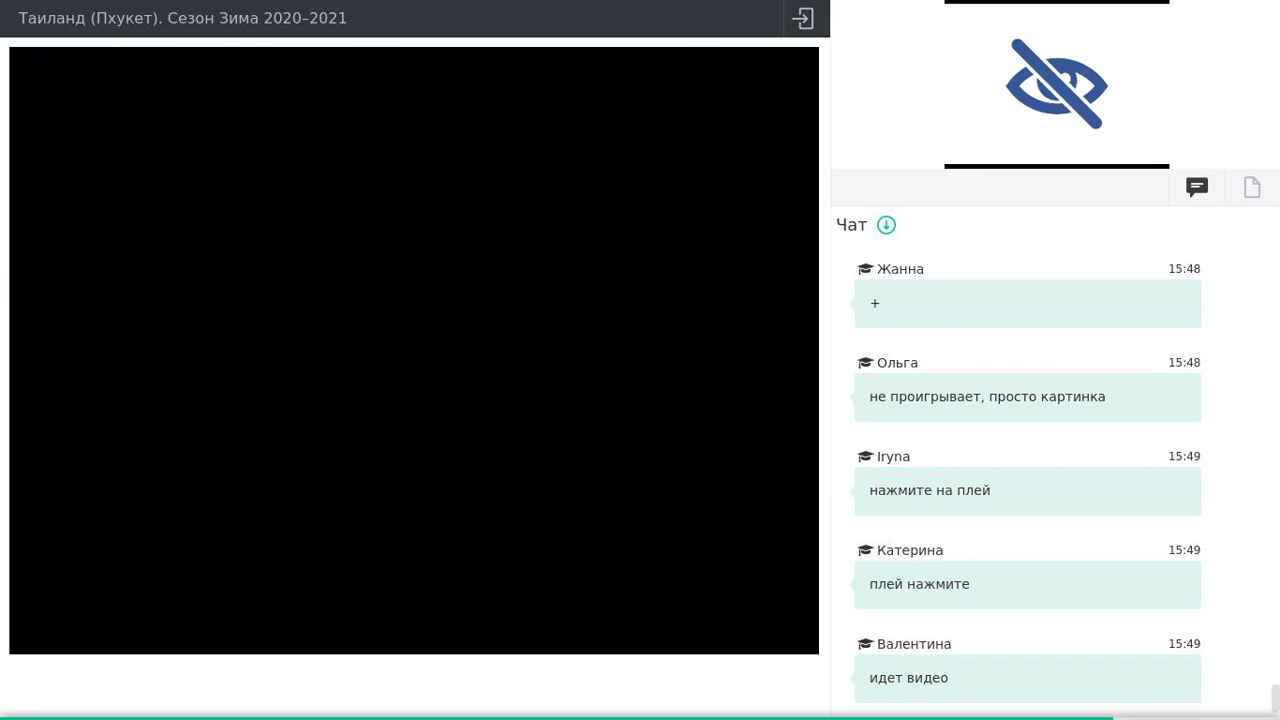 Таиланд (Пхукет). Сезон Зима 2020–2021
Чат
Жанна 15:48
+
Ольга 15:48
не проигрывает, просто картинка
Iryna 15:49
нажмите на плей
Катерина 15:49
плей нажмите
Валентина 15:49
идет видео